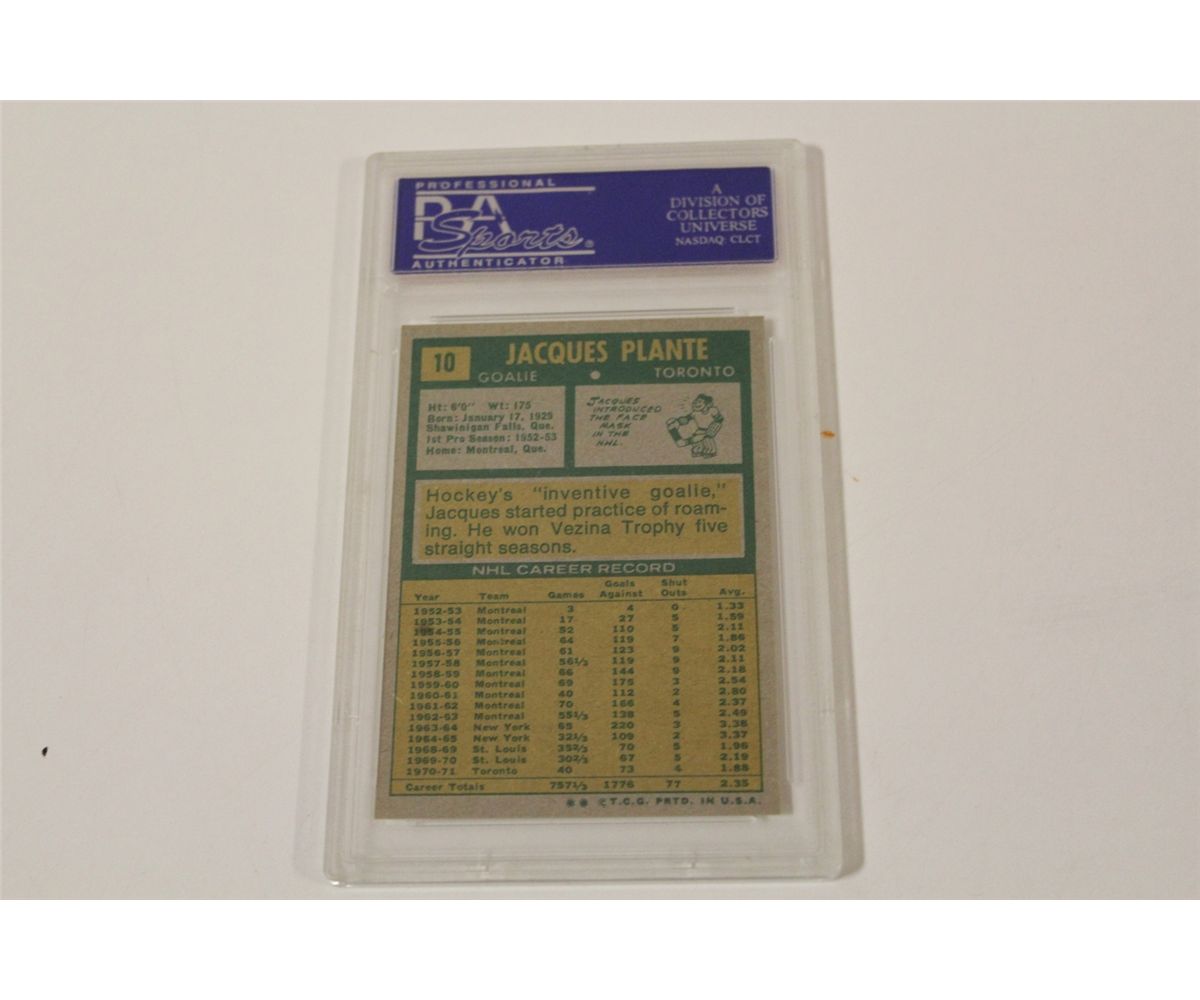 PROFESSIONAL
PSA
Sports®
AUTHENTICATOR
A
DIVISION OF
COLLECTORS
UNIVERSE
NASDAQ: CLCT
10 JACQUES PLANTE
GOALIE • TORONTO
Ht: 6'0" Wt: 175
Born: January 17, 1929
Shawinigan Falls, Que.
1st Pro Season: 1952-53
Home: Montreal, Que.
JACQUES
INTRODUCED
THE FACE
MASK
IN THE
NHL.
Hockey's "inventive goalie,"
Jacques started practice of roam-
ing. He won Vezina Trophy five
straight seasons.
NHL CAREER RECORD
Year Team Games Goals Against Shut Outs Avg.
1952-53 Montreal 3 4 0 1.33
1953-54 Montreal 17 27 5 1.59
1954-55 Montreal 52 110 5 2.11
1955-56 Montreal 64 119 7 1.86
1956-57 Montreal 61 123 9 2.02
1957-58 Montreal 561/3 119 9 2.11
1958-59 Montreal 66 144 9 2.18
1959-60 Montreal 69 175 3 2.54
1960-61 Montreal 40 112 2 2.80
1961-62 Montreal 70 166 4 2.37
1962-63 Montreal 551/3 138 5 2.49
1963-64 New York 65 220 3 3.38
1964-65 New York 321/3 109 2 3.37
1968-69 St. Louis 352/3 70 5 1.96
1969-70 St. Louis 302/3 67 5 2.19
1970-71 Toronto 40 73 4 1.88
Career Totals 7571/3 1776 77 2.35
** © T.C.G. PRTD. IN U.S.A.